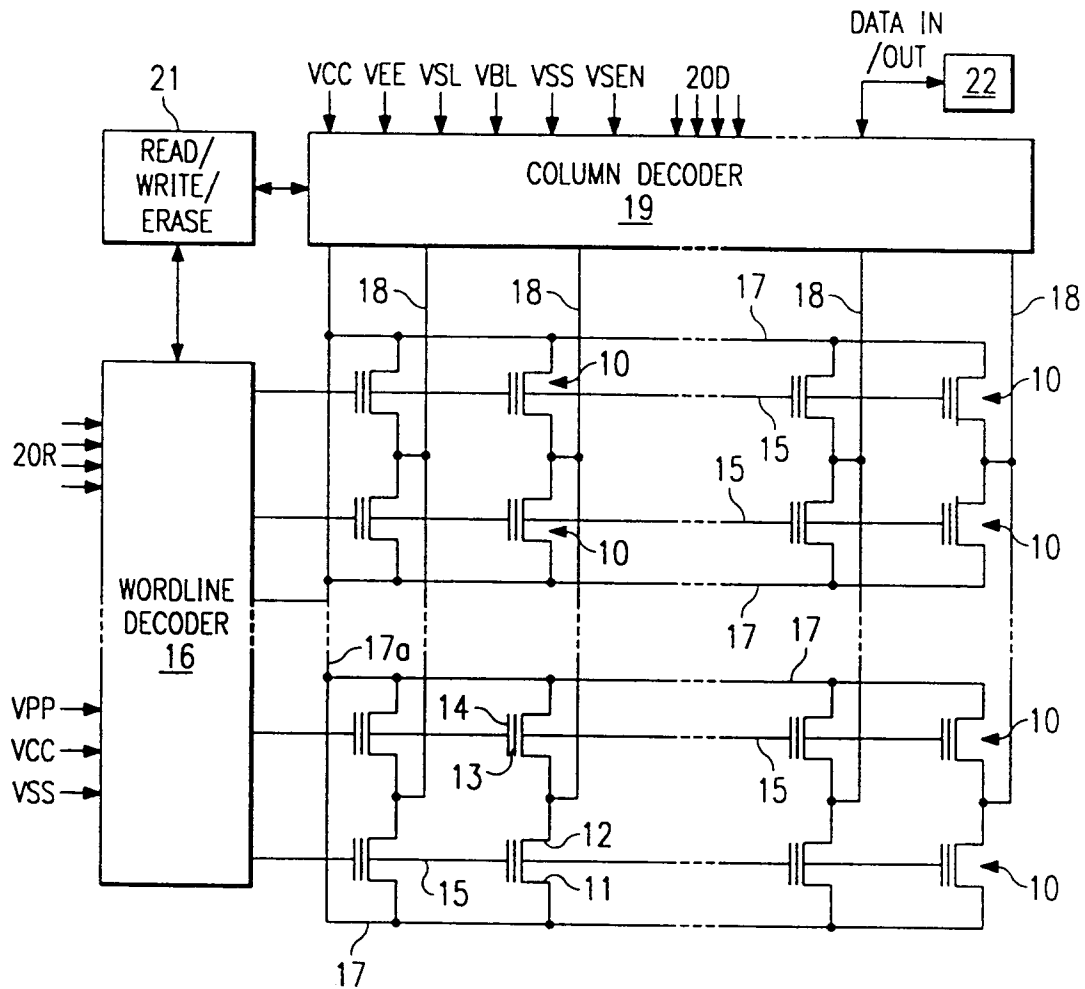 DATA IN
/OUT
22
21
VCC VEE VSL VBL VSS VSEN 20D
READ/
WRITE/
ERASE
COLUMN DECODER
19
18 18 17 18 18
10 10
20R
15
15
10 10
WORDLINE
DECODER
16
17
17a 17
VPP
14
10
VCC
13 15
VSS
12
15 11 10
17